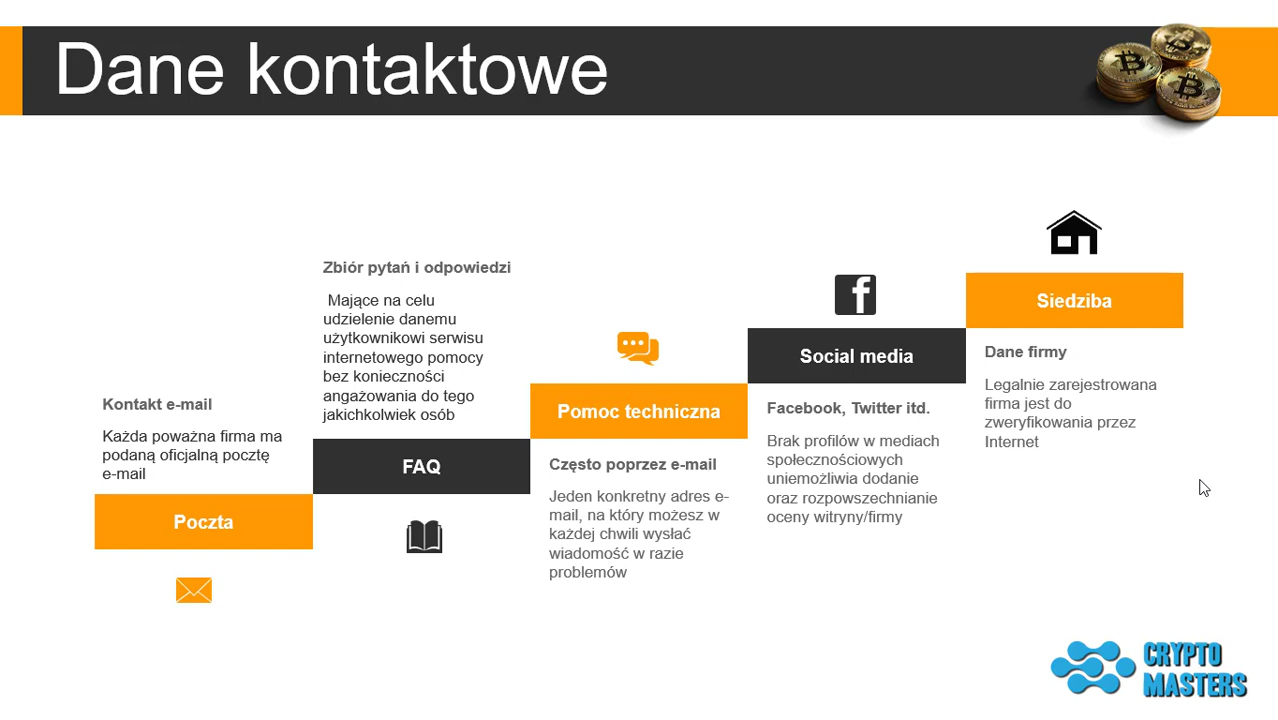 Dane kontaktowe
Kontakt e-mail
Każda poważna firma ma
podaną oficjalną pocztę
e-mail
Poczta
Zbiór pytań i odpowiedzi
Mające na celu
udzielenie danemu
użytkownikowi serwisu
internetowego pomocy
bez konieczności
angażowania do tego
jakichkolwiek osób
FAQ
Pomoc techniczna
Często poprzez e-mail
Jeden konkretny adres e-
mail, na który możesz w
każdej chwili wysłać
wiadomość w razie
problemów
Social media
Facebook, Twitter itd.
Brak profilów w mediach
społecznościowych
uniemożliwia dodanie
oraz rozpowszechnianie
oceny witryny/firmy
Siedziba
Dane firmy
Legalnie zarejestrowana
firma jest do
zweryfikowania przez
Internet
CRYPTO
MASTERS